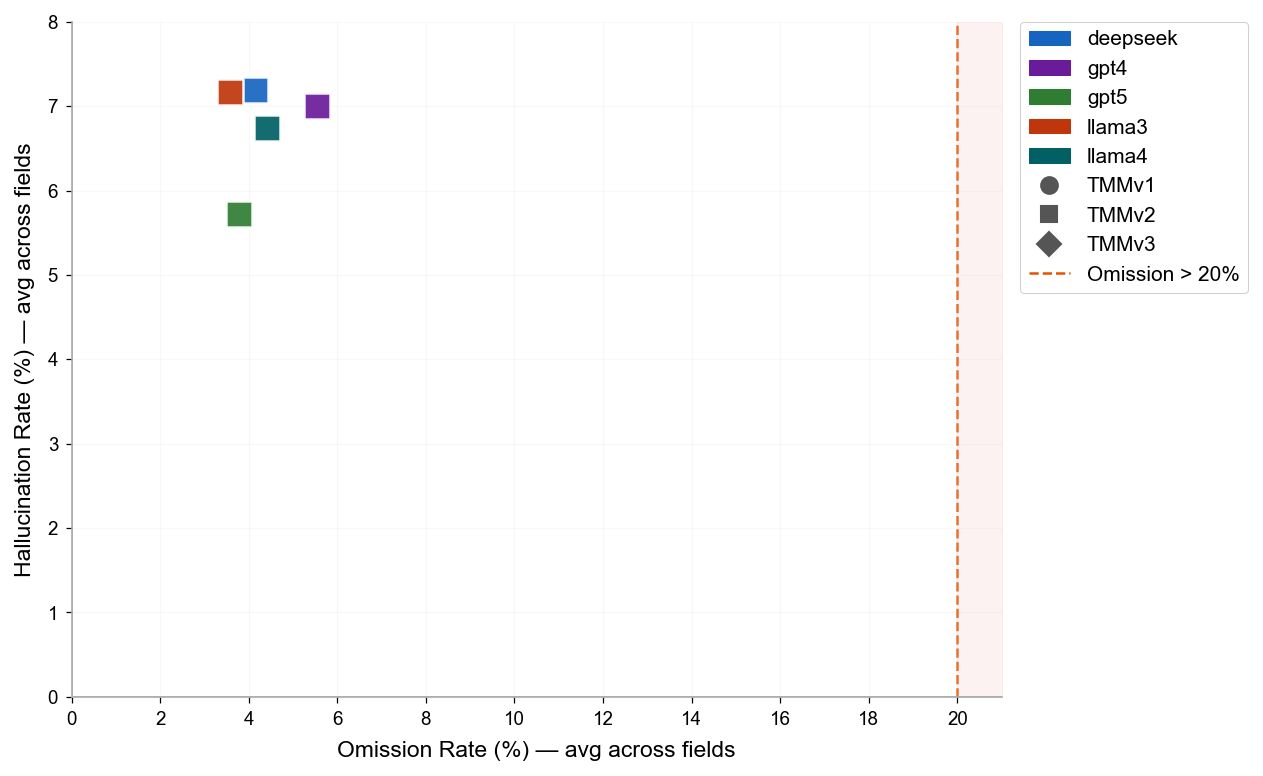 8
7
6
5
4
3
2
1
0
Hallucination Rate (%) — avg across fields
0 2 4 6 8 10 12 14 16 18 20
Omission Rate (%) — avg across fields
deepseek
gpt4
gpt5
llama3
llama4
TMMv1
TMMv2
TMMv3
Omission > 20%